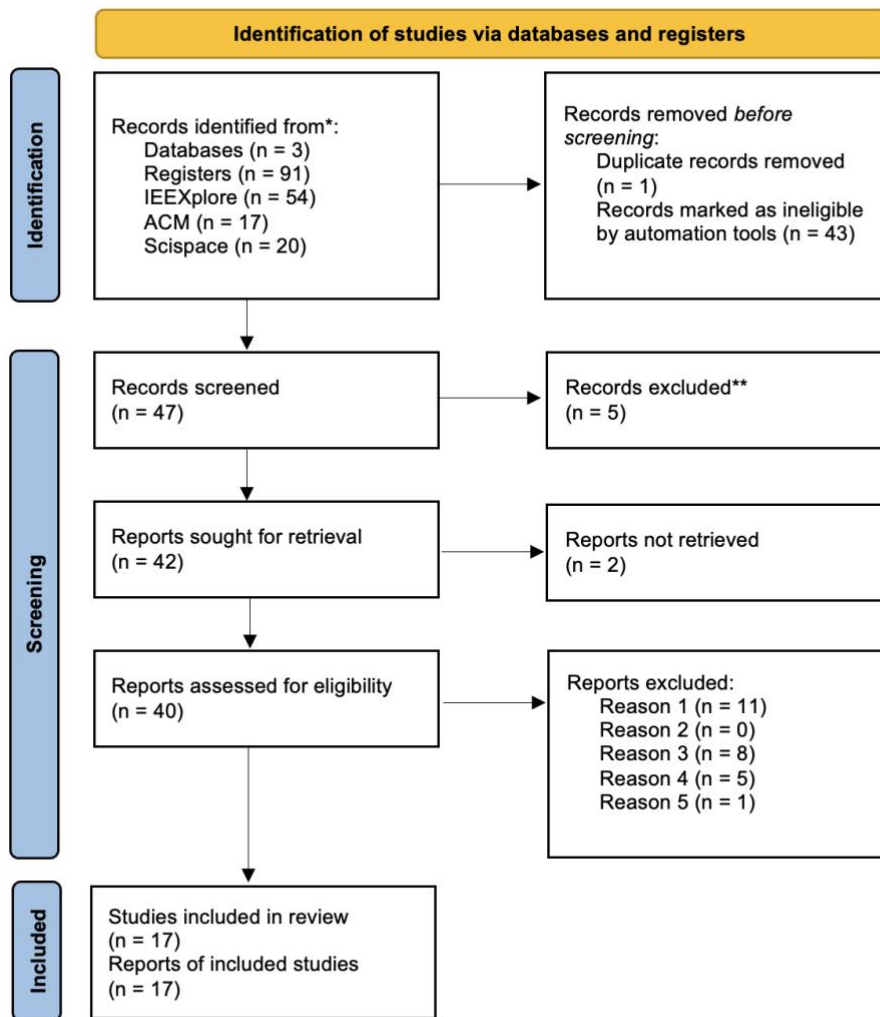 Identification of studies via databases and registers
Identification
Records identified from*:
Databases (n = 3)
Registers (n = 91)
IEEXplore (n = 54)
ACM (n = 17)
Scispace (n = 20)
Records removed before
screening:
Duplicate records removed
(n = 1)
Records marked as ineligible
by automation tools (n = 43)
Screening
Records screened
(n = 47)
Records excluded**
(n = 5)
Reports sought for retrieval
(n = 42)
Reports not retrieved
(n = 2)
Reports assessed for eligibility
(n = 40)
Reports excluded:
Reason 1 (n = 11)
Reason 2 (n = 0)
Reason 3 (n = 8)
Reason 4 (n = 5)
Reason 5 (n = 1)
Included
Studies included in review
(n = 17)
Reports of included studies
(n = 17)